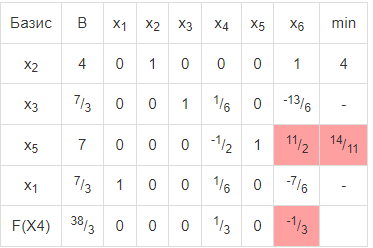 Базис B x1 x2 x3 x4 x5 x6 min
x2 4 0 1 0 0 0 1 4
x3 7/3 0 0 1 1/6 0 -13/6 -
x5 7 0 0 0 -1/2 1 11/2 14/11
x1 7/3 1 0 0 1/6 0 -7/6 -
F(X4) 38/3 0 0 0 1/3 0 -1/3